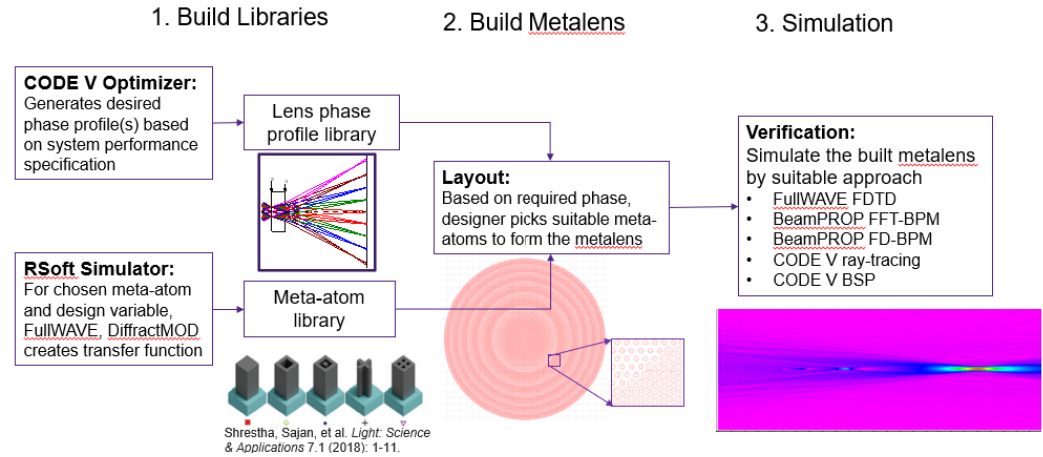 1. Build Libraries
2. Build Metalens
3. Simulation
CODE V Optimizer:
Generates desired
phase profile(s) based
on system performance
specification
Lens phase
profile library
RSoft Simulator:
For chosen meta-atom
and design variable,
FullWAVE, DiffractMOD
creates transfer function
Meta-atom
library
Shrestha, Sajan, et al. Light: Science
& Applications 7.1 (2018): 1-11.
Layout:
Based on required phase,
designer picks suitable meta-
atoms to form the metalens
Verification:
Simulate the built metalens
by suitable approach
• FullWAVE FDTD
• BeamPROP FFT-BPM
• BeamPROP FD-BPM
• CODE V ray-tracing
• CODE V BSP